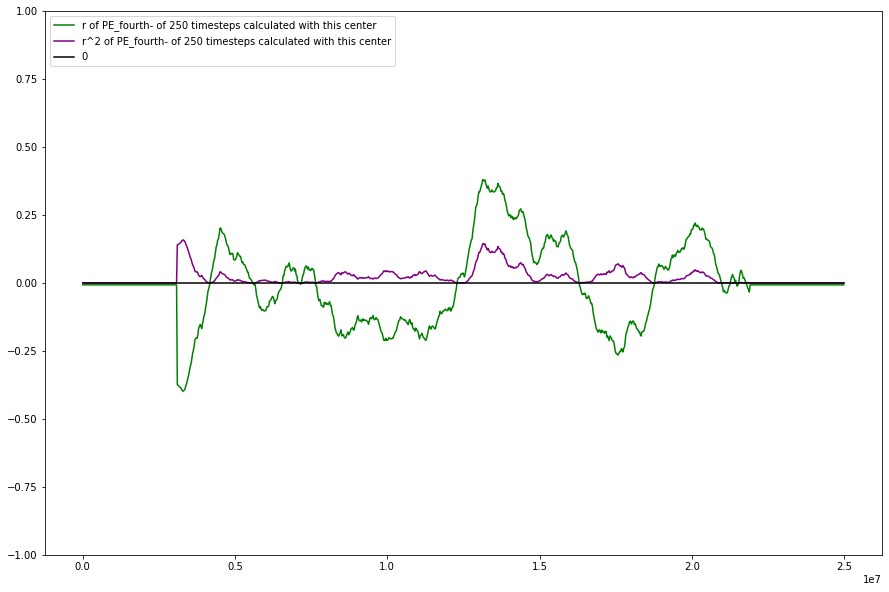 r of PE_fourth- of 250 timesteps calculated with this center
r^2 of PE_fourth- of 250 timesteps calculated with this center
0
1.00
0.75
0.50
0.25
0.00
−0.25
−0.50
−0.75
−1.00
0.0 0.5 1.0 1.5 2.0 2.5
1e7